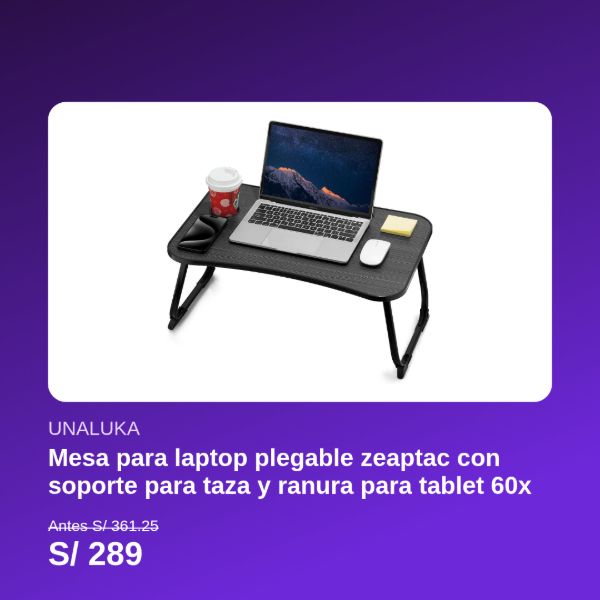 UNALUKA
Mesa para laptop plegable zeaptac con
soporte para taza y ranura para tablet 60x
Antes S/ 361.25
S/ 289